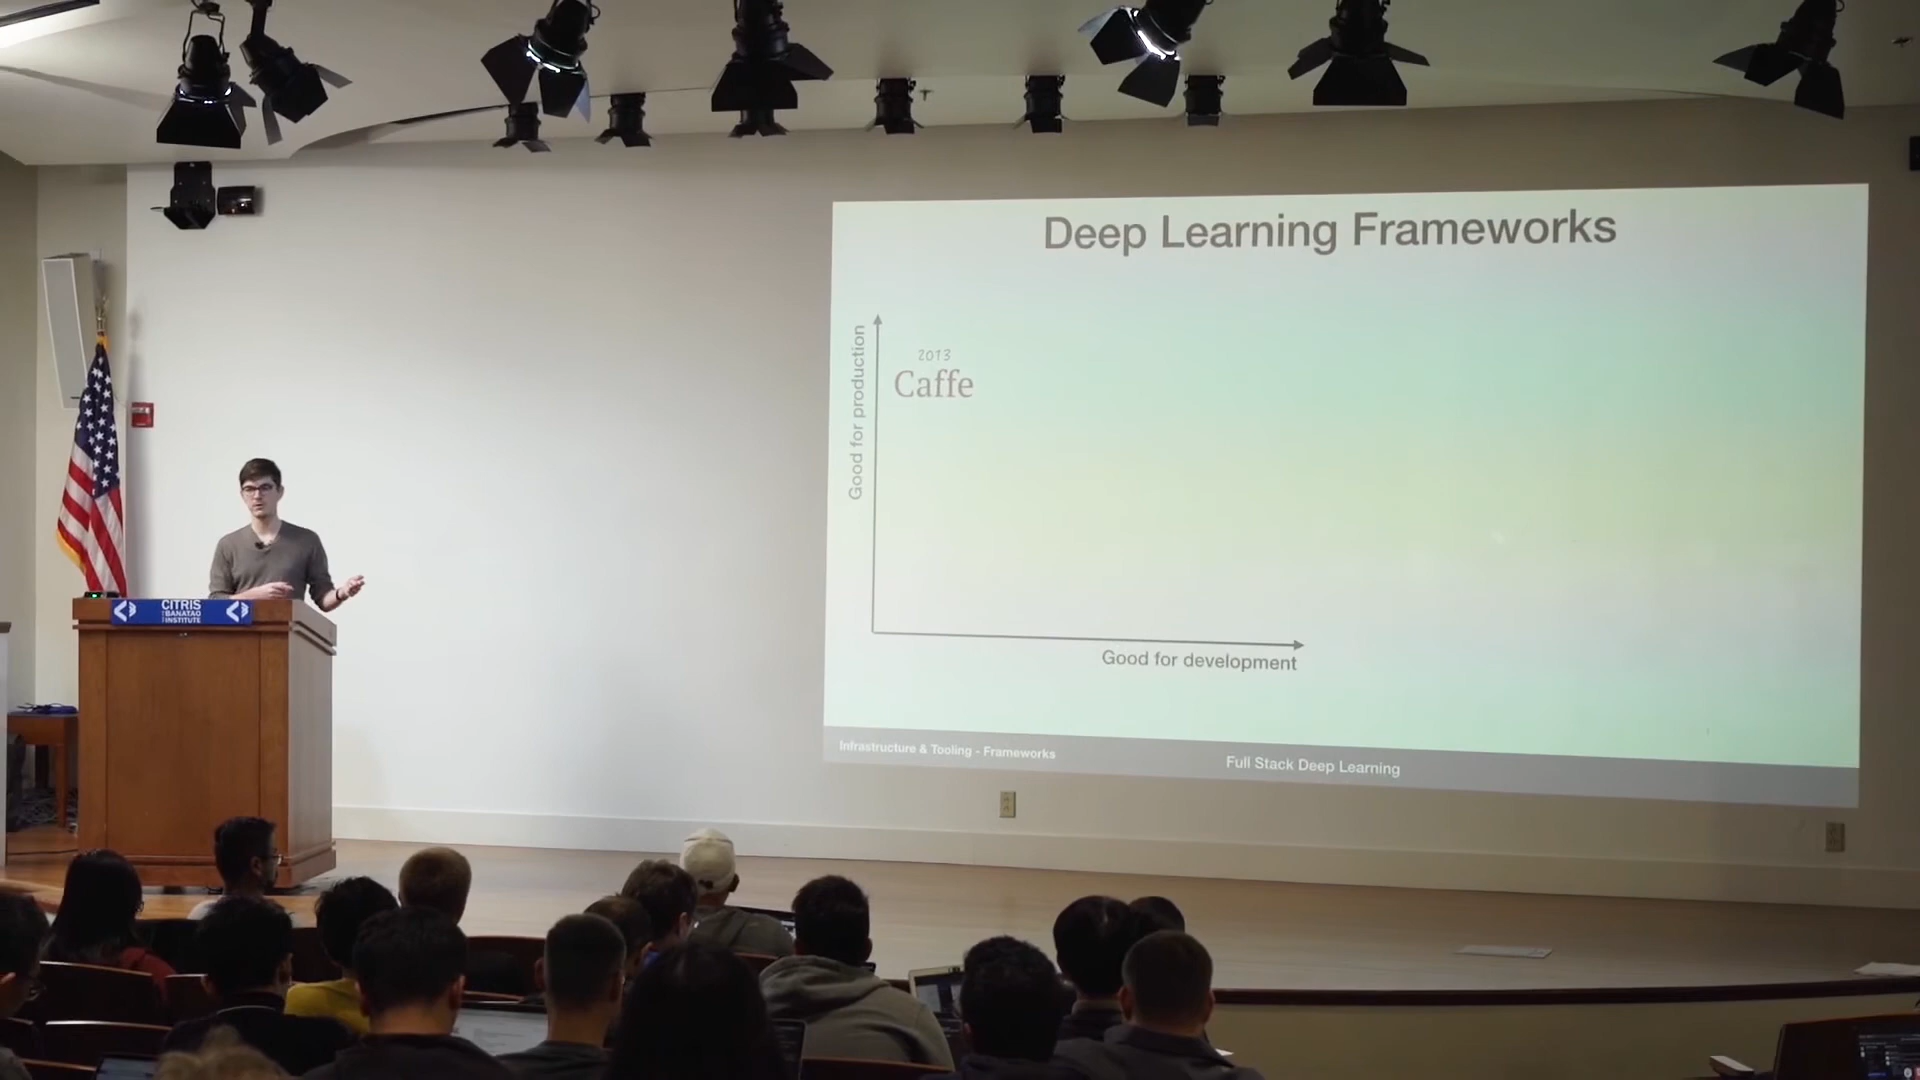 Deep Learning Frameworks
Good for production
2013
Caffe
Good for development
Infrastructure & Tooling - Frameworks
Full Stack Deep Learning
CITRIS
BANATAO
INSTITUTE